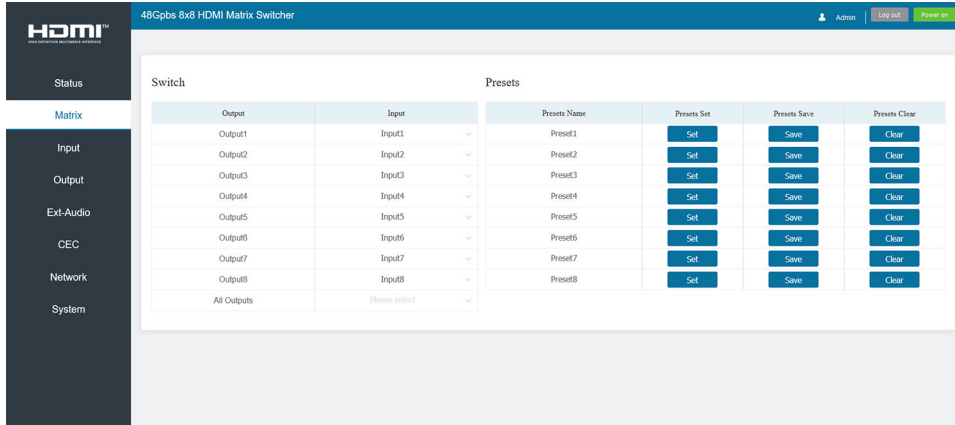 HDMI™
HIGH-DEFINITION MULTIMEDIA INTERFACE
48Gpbs 8x8 HDMI Matrix Switcher
Admin
Log out
Power on
Status
Matrix
Input
Output
Ext-Audio
CEC
Network
System
Switch
Output Input
Output1 Input1
Output2 Input2
Output3 Input3
Output4 Input4
Output5 Input5
Output6 Input6
Output7 Input7
Output8 Input8
All Outputs Please select
Presets
Presets Name Presets Set Presets Save Presets Clear
Preset1 Set Save Clear
Preset2 Set Save Clear
Preset3 Set Save Clear
Preset4 Set Save Clear
Preset5 Set Save Clear
Preset6 Set Save Clear
Preset7 Set Save Clear
Preset8 Set Save Clear